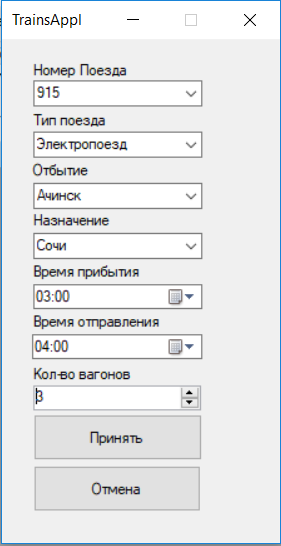 TrainsAppl
Номер Поезда
915
Тип поезда
Электропоезд
Отбытие
Ачинск
Назначение
Сочи
Время прибытия
03:00
Время отправления
04:00
Кол-во вагонов
3
Принять
Отмена